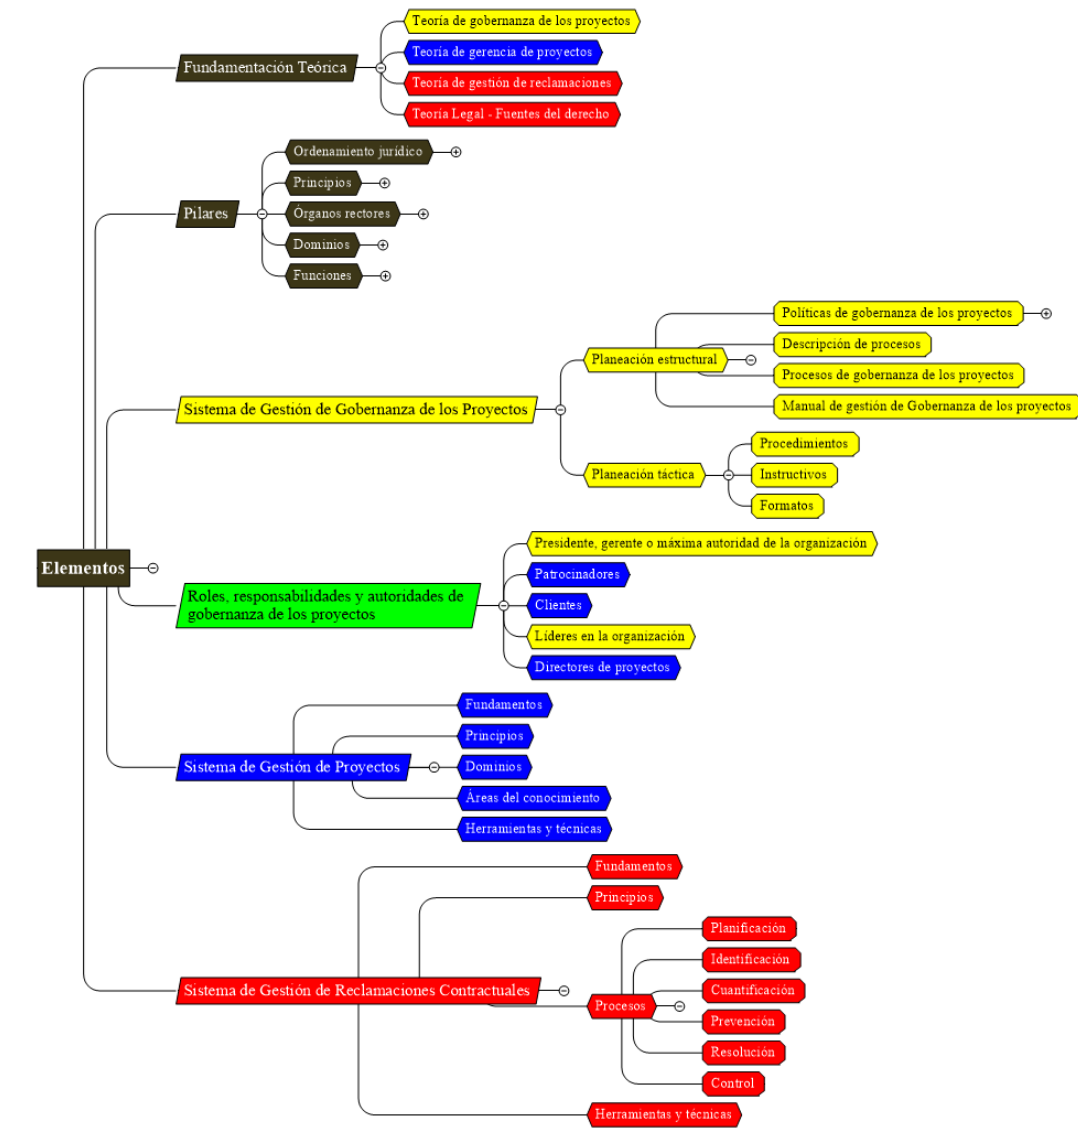 Teoría de gobernanza de los proyectos
Teoría de gerencia de proyectos
Fundamentación Teórica
Teoría de gestión de reclamaciones
Teoría Legal - Fuentes del derecho
Ordenamiento jurídico
Principios
Pilares
Órganos rectores
Dominios
Funciones
Políticas de gobernanza de los proyectos
Descripción de procesos
Planeación estructural
Procesos de gobernanza de los proyectos
Manual de gestión de Gobernanza de los proyectos
Sistema de Gestión de Gobernanza de los Proyectos
Procedimientos
Planeación táctica
Instructivos
Formatos
Elementos
Presidente, gerente o máxima autoridad de la organización
Patrocinadores
Roles, responsabilidades y autoridades de
gobernanza de los proyectos
Clientes
Líderes en la organización
Directores de proyectos
Fundamentos
Principios
Sistema de Gestión de Proyectos
Dominios
Áreas del conocimiento
Herramientas y técnicas
Fundamentos
Principios
Sistema de Gestión de Reclamaciones Contractuales
Procesos
Planificación
Identificación
Cuantificación
Prevención
Resolución
Control
Herramientas y técnicas